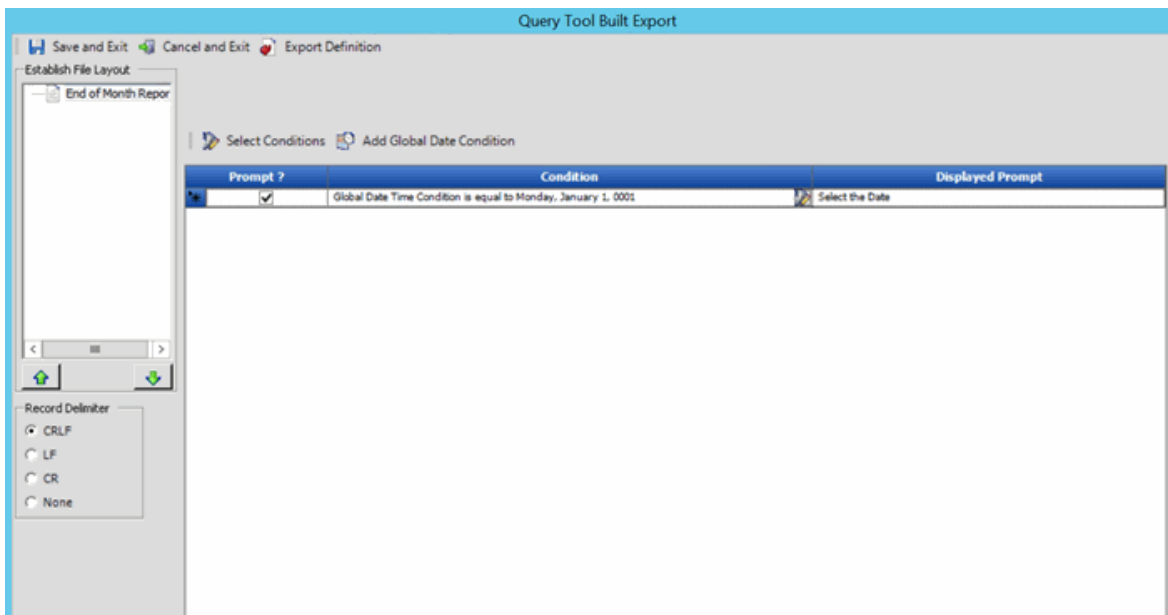 Query Tool Built Export
Save and Exit Cancel and Exit Export Definition
Establish File Layout
End of Month Repor
Select Conditions Add Global Date Condition
Prompt ? Condition Displayed Prompt
Global Date Time Condition is equal to Monday, January 1, 0001 Select the Date
Record Delimiter
CRLF
LF
CR
None